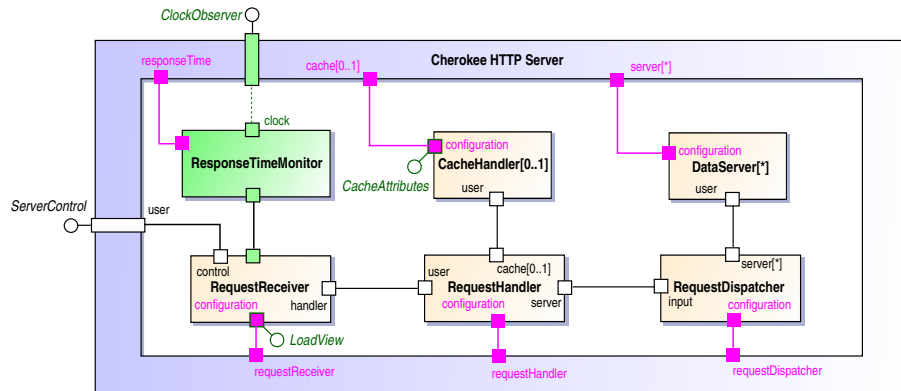 ClockObserver
Cherokee HTTP Server
responseTime
cache[0..1]
server[*]
clock
configuration
configuration
ResponseTimeMonitor
CacheHandler[0..1]
DataServer[*]
CacheAttributes
user
user
ServerControl
user
control
user
cache[0..1]
server[*]
RequestReceiver
RequestHandler
RequestDispatcher
configuration
handler
configuration
server
input
configuration
LoadView
requestReceiver
requestHandler
requestDispatcher